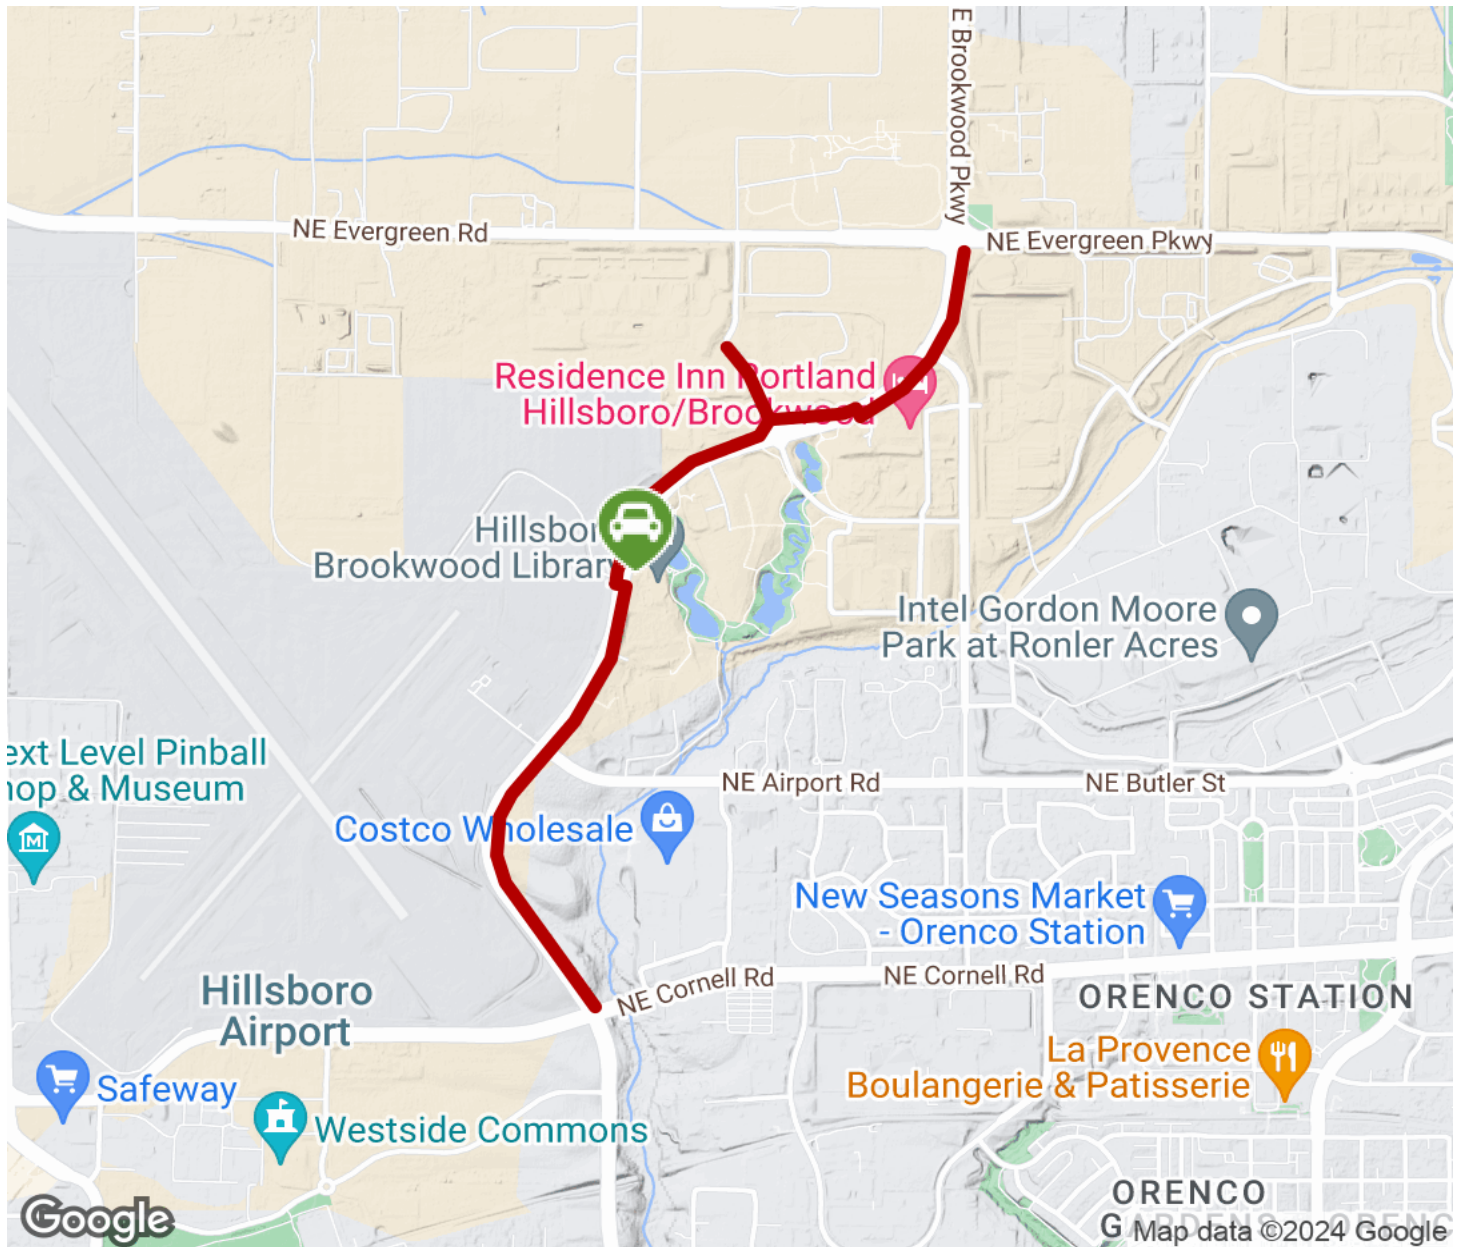 E Brookwood Pkwy
NE Evergreen Rd
NE Evergreen Pkwy
Residence Inn Portland
Hillsboro/Brookwood
Hillsboro
Brookwood Library
Intel Gordon Moore
Park at Ronler Acres
ext Level Pinball
hop & Museum
M
NE Airport Rd
NE Butler St
Costco Wholesale
New Seasons Market
- Orenco Station
NE Cornell Rd
NE Cornell Rd
Hillsboro
Airport
ORENCO STATION
La Provence
Boulangerie & Patisserie
Safeway
Westside Commons
ORENCO
Google
Map data ©2024 Google